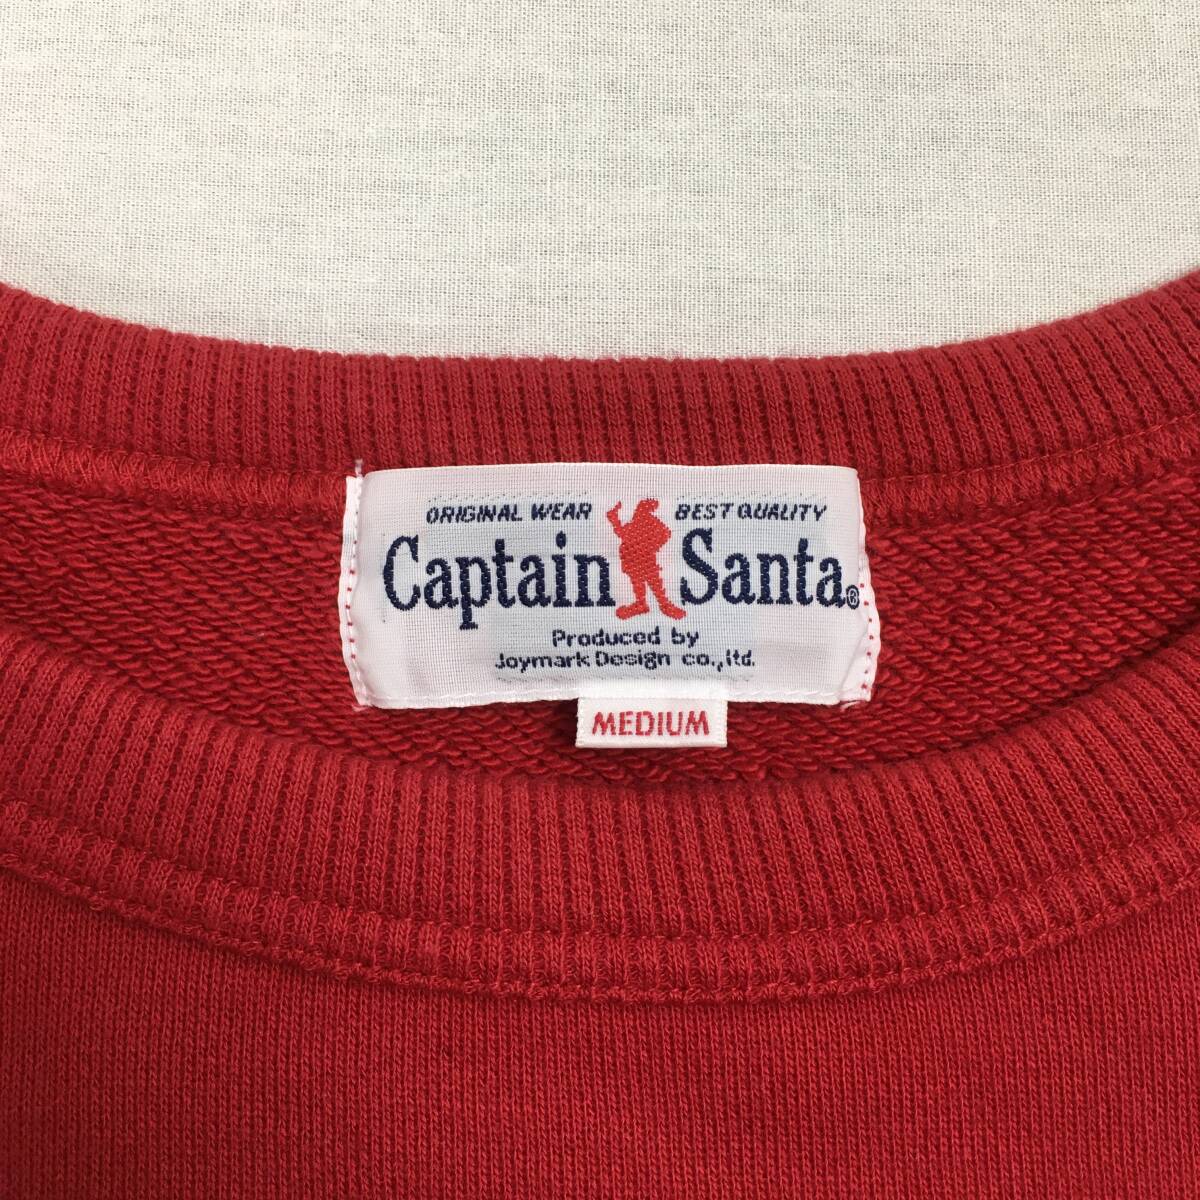 ORIGINAL WEAR BEST QUALITY
Captain Santa®
Produced by
Joymark Design co.,ltd.
MEDIUM